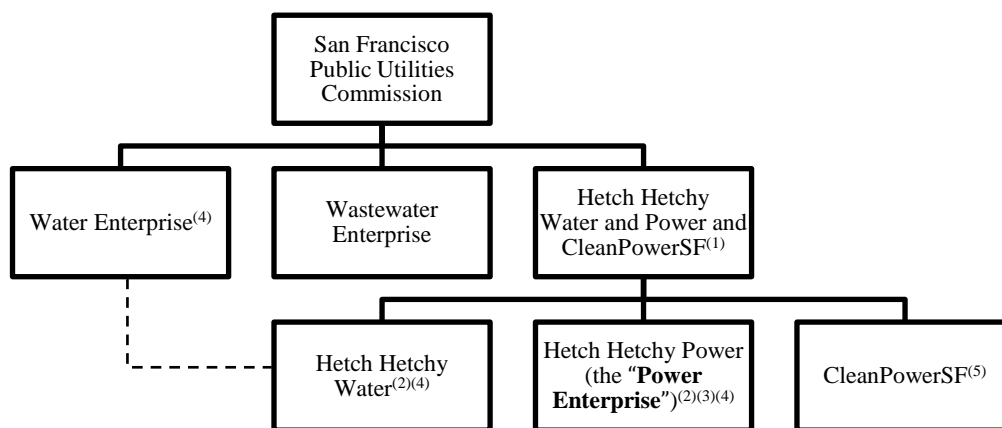 San Francisco
Public Utilities
Commission
Water Enterprise(4)
Wastewater
Enterprise
Hetch Hetchy
Water and Power and
CleanPowerSF(1)
Hetch Hetchy
Water(2)(4)
Hetch Hetchy Power
(the “Power
Enterprise”)(2)(3)(4)
CleanPowerSF(5)